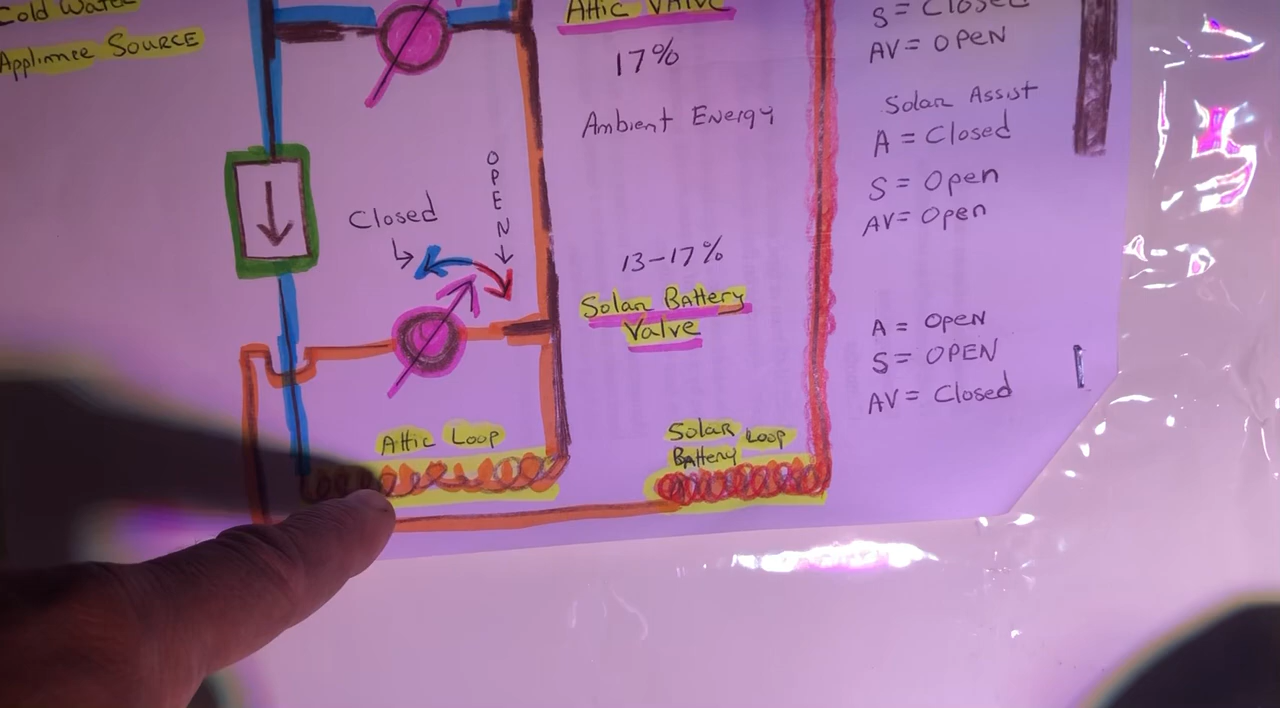 Cold Water
Appliance Source
Attic Valve
17%
Ambient Energy
OPEN
Closed
13-17%
Solar Battery
Valve
Attic Loop
Solar Loop
Battery
S = Closed
AV = OPEN
Solar Assist
A = Closed
S = Open
AV = Open
A = OPEN
S = OPEN
AV = Closed